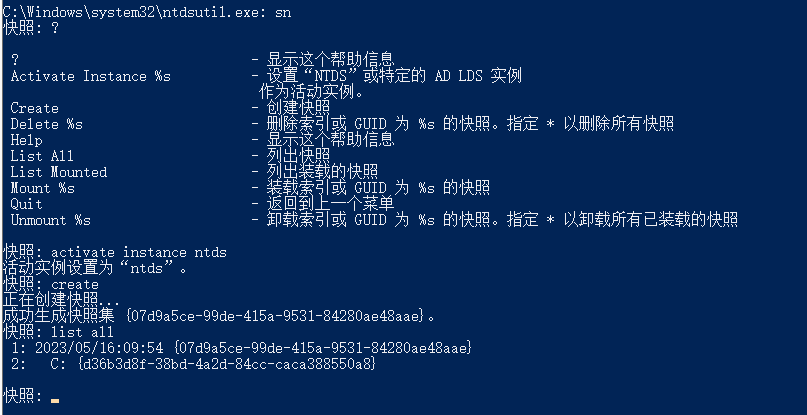 C:\Windows\system32\ntdsutil.exe: sn
快照: ?
? - 显示这个帮助信息
Activate Instance %s - 设置“NTDS”或特定的 AD LDS 实例
作为活动实例。
Create - 创建快照
Delete %s - 删除索引或 GUID 为 %s 的快照。指定 * 以删除所有快照
Help - 显示这个帮助信息
List All - 列出快照
List Mounted - 列出装载的快照
Mount %s - 装载索引或 GUID 为 %s 的快照
Quit - 返回到上一个菜单
Unmount %s - 卸载索引或 GUID 为 %s 的快照。指定 * 以卸载所有已装载的快照
快照: activate instance ntds
活动实例设置为“ntds”。
快照: create
正在创建快照...
成功生成快照集 {07d9a5ce-99de-415a-9531-84280ae48aae}。
快照: list all
1: 2023/05/16:09:54 {07d9a5ce-99de-415a-9531-84280ae48aae}
2: C: {d36b3d8f-38bd-4a2d-84cc-caca388550a8}
快照: